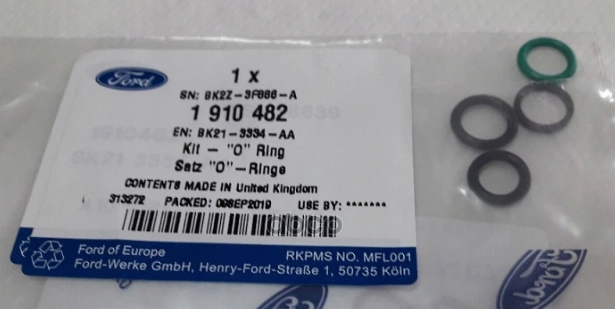 Ford
1 x
SN: BK2Z-3F886-A
1 910 482
EN: BK21-3334-AA
Kit - "O" Ring
Satz "O"-Ringe
CONTENTS MADE IN United Kingdom
313272 PACKED: 09SEP2019 USE BY: *******
Ford of Europe RKPMS NO. MFL001
Ford-Werke GmbH, Henry-Ford-Straße 1, 50735 Köln
Ford